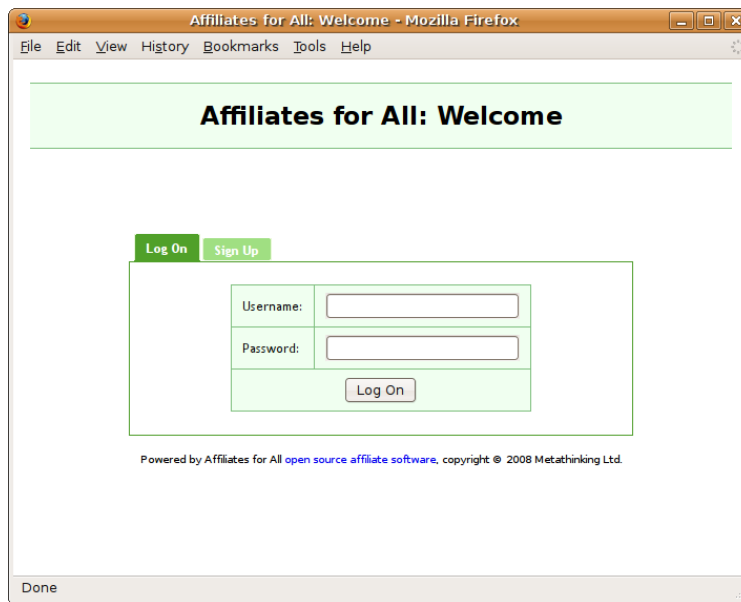 Affiliates for All: Welcome - Mozilla Firefox
File Edit View History Bookmarks Tools Help
Affiliates for All: Welcome
Log On Sign Up
Username:
Password:
Log On
Powered by Affiliates for All open source affiliate software, copyright © 2008 Metathinking Ltd.
Done